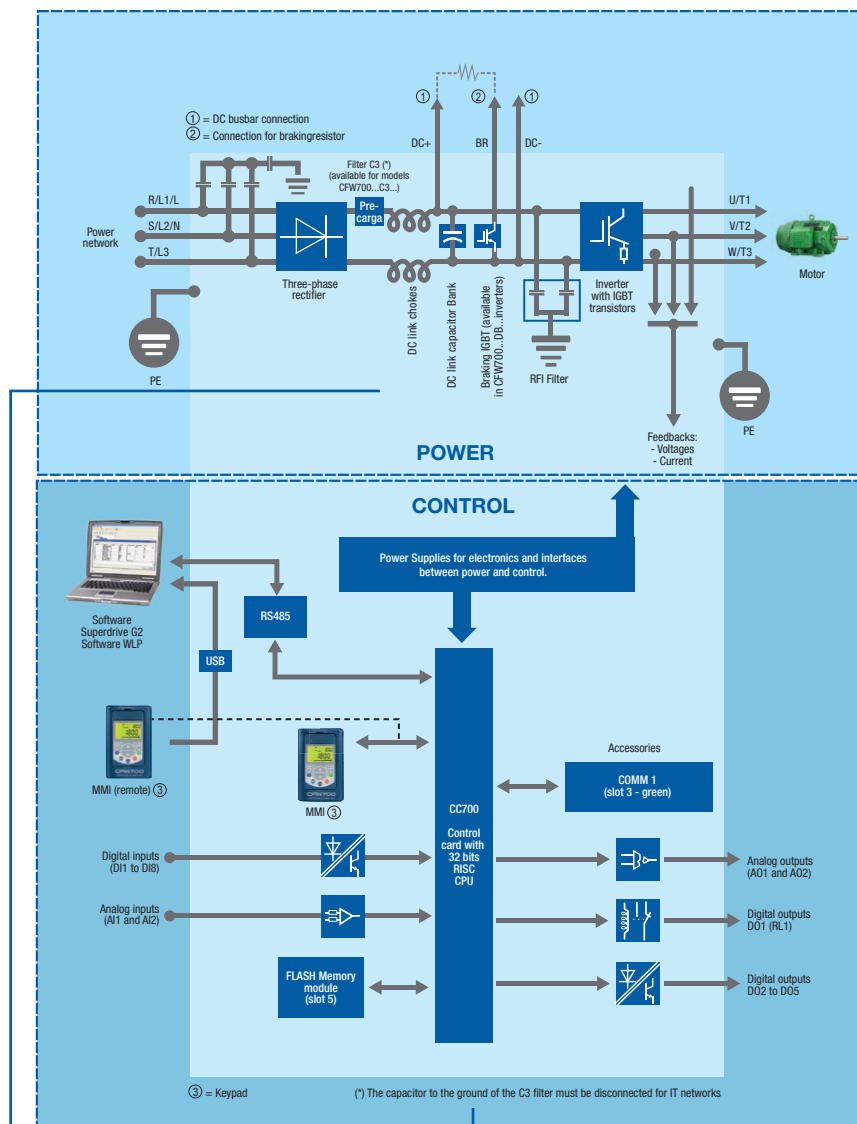 ① = DC busbar connection
② = Connection for brakingresistor
① ② ①
DC+ BR DC-
Filter C3 (*)
(available for models
CFW700...C3...)
R/L1/L
S/L2/N
T/L3
Power
network
Pre-
carga
Three-phase
rectifier
DC link chokes
DC link capacitor Bank
Braking IGBT (available
in CFW700...DB...inverters)
RFI Filter
Inverter
with IGBT
transistors
U/T1
V/T2
W/T3
Motor
PE
PE
Feedbacks:
- Voltages
- Current
POWER
CONTROL
Power Supplies for electronics and interfaces
between power and control.
Software
Superdrive G2
Software WLP
RS485
USB
MMI (remote) ③
MMI ③
Accessories
COMM 1
(slot 3 - green)
CC700
Control
card with
32 bits
RISC
CPU
Digital inputs
(DI1 to DI8)
Analog inputs
(AI1 and AI2)
FLASH Memory
module
(slot 5)
Analog outputs
(AO1 and AO2)
Digital outputs
DO1 (RL1)
Digital outputs
DO2 to DO5
③ = Keypad
(*) The capacitor to the ground of the C3 filter must be disconnected for IT networks